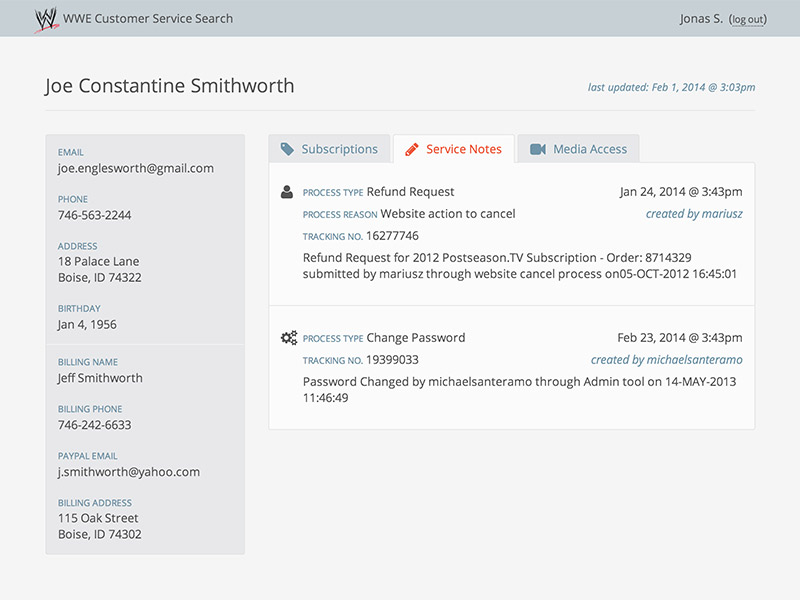 WWE Customer Service Search
Jonas S. (log out)
Joe Constantine Smithworth
last updated: Feb 1, 2014 @ 3:03pm
EMAIL
joe.englesworth@gmail.com
PHONE
746-563-2244
ADDRESS
18 Palace Lane
Boise, ID 74322
BIRTHDAY
Jan 4, 1956
BILLING NAME
Jeff Smithworth
BILLING PHONE
746-242-6633
PAYPAL EMAIL
j.smithworth@yahoo.com
BILLING ADDRESS
115 Oak Street
Boise, ID 74302
Subscriptions
Service Notes
Media Access
PROCESS TYPE Refund Request
Jan 24, 2014 @ 3:43pm
PROCESS REASON Website action to cancel
created by mariusz
TRACKING NO. 16277746
Refund Request for 2012 Postseason.TV Subscription - Order: 8714329
submitted by mariusz through website cancel process on05-OCT-2012 16:45:01
PROCESS TYPE Change Password
Feb 23, 2014 @ 3:43pm
TRACKING NO. 19399033
created by michaelsanteramo
Password Changed by michaelsanteramo through Admin tool on 14-MAY-2013
11:46:49